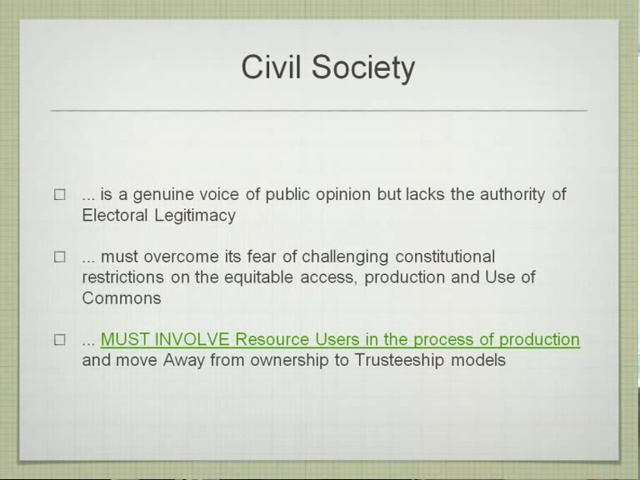 Civil Society
... is a genuine voice of public opinion but lacks the authority of
Electoral Legitimacy
... must overcome its fear of challenging constitutional
restrictions on the equitable access, production and Use of
Commons
... MUST INVOLVE Resource Users in the process of production
and move Away from ownership to Trusteeship models